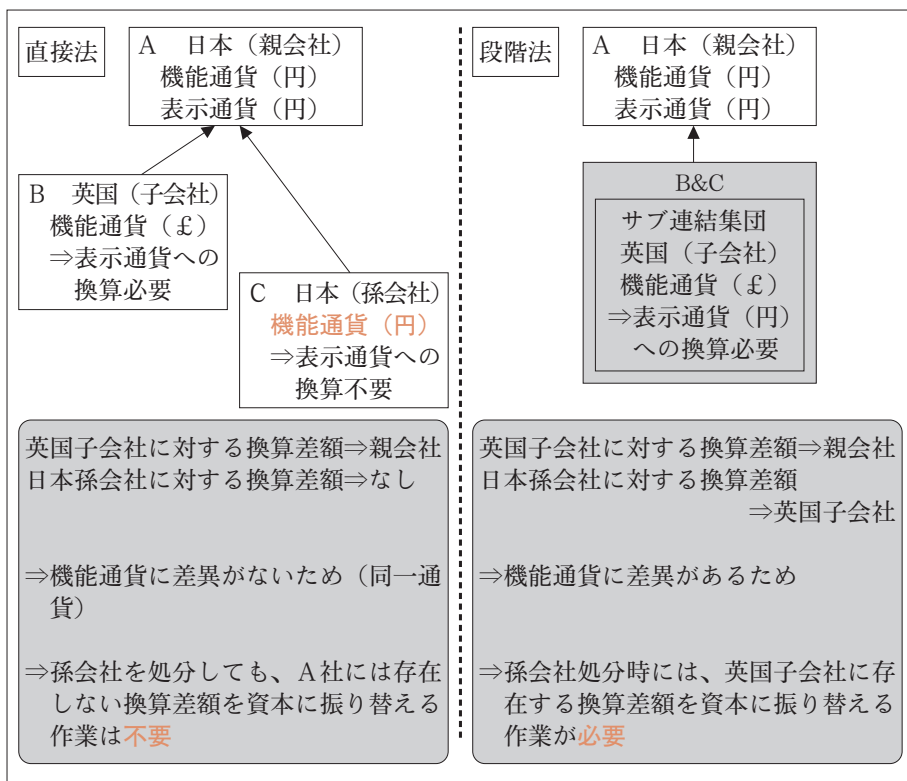 直接法
A　日本（親会社）
機能通貨（円）
表示通貨（円）
B　英国（子会社）
機能通貨（£）
⇒表示通貨への
換算必要
C　日本（孫会社）
機能通貨（円）
⇒表示通貨への
換算不要
英国子会社に対する換算差額⇒親会社
日本孫会社に対する換算差額⇒なし
⇒機能通貨に差異がないため（同一通
貨）
⇒孫会社を処分しても、A社には存在
しない換算差額を資本に振り替える
作業は不要
段階法
A　日本（親会社）
機能通貨（円）
表示通貨（円）
B&C
サブ連結集団
英国（子会社）
機能通貨（£）
⇒表示通貨（円）
への換算必要
英国子会社に対する換算差額⇒親会社
日本孫会社に対する換算差額
⇒英国子会社
⇒機能通貨に差異があるため
⇒孫会社処分時には、英国子会社に存
在する換算差額を資本に振り替える
作業が必要